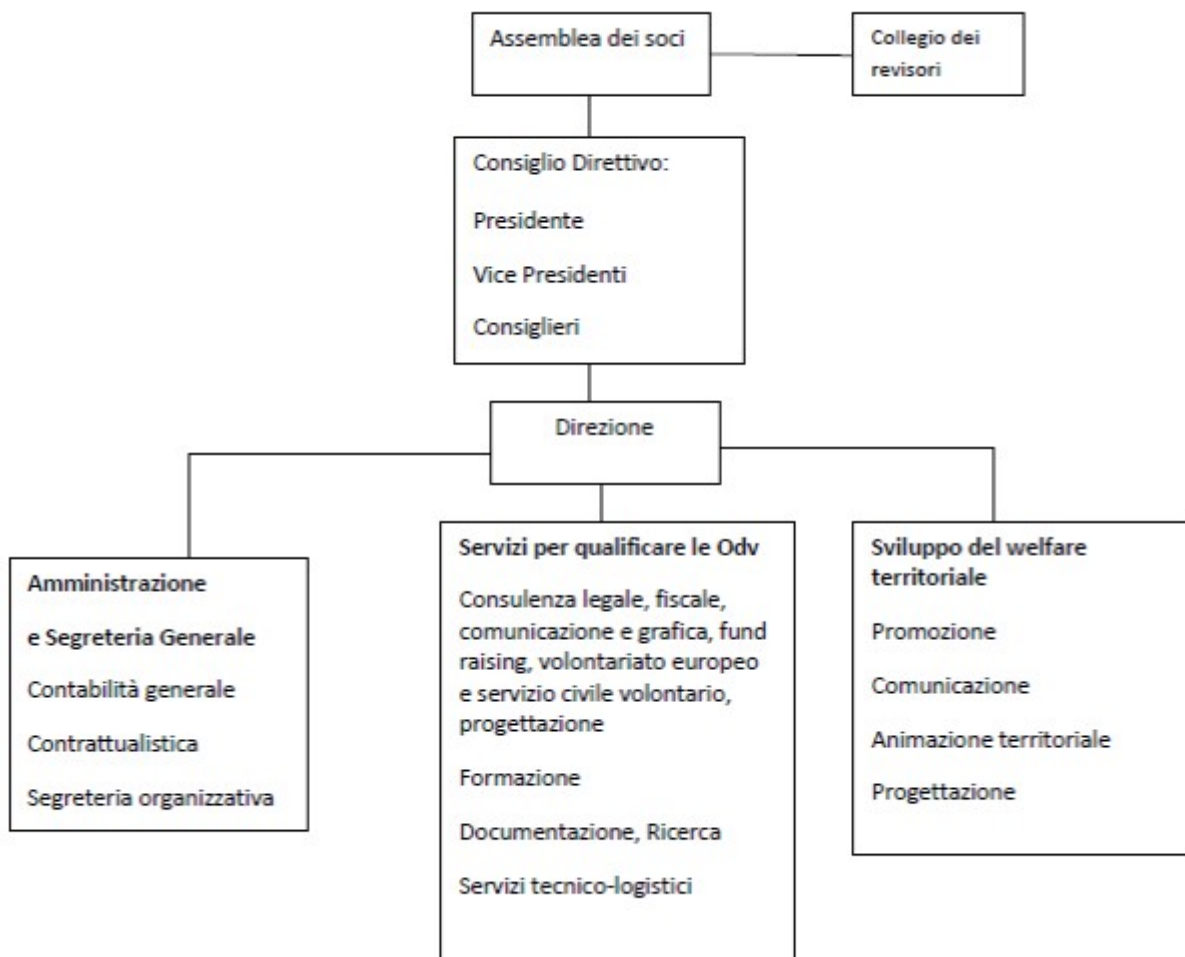 Assemblea dei soci
Collegio dei
revisori
Consiglio Direttivo:
Presidente
Vice Presidenti
Consiglieri
Direzione
Amministrazione
e Segreteria Generale
Contabilità generale
Contrattualistica
Segreteria organizzativa
Servizi per qualificare le Odv
Consulenza legale, fiscale,
comunicazione e grafica, fund
raising, volontariato europeo
e servizio civile volontario,
progettazione
Formazione
Documentazione, Ricerca
Servizi tecnico-logistici
Sviluppo del welfare
territoriale
Promozione
Comunicazione
Animazione territoriale
Progettazione